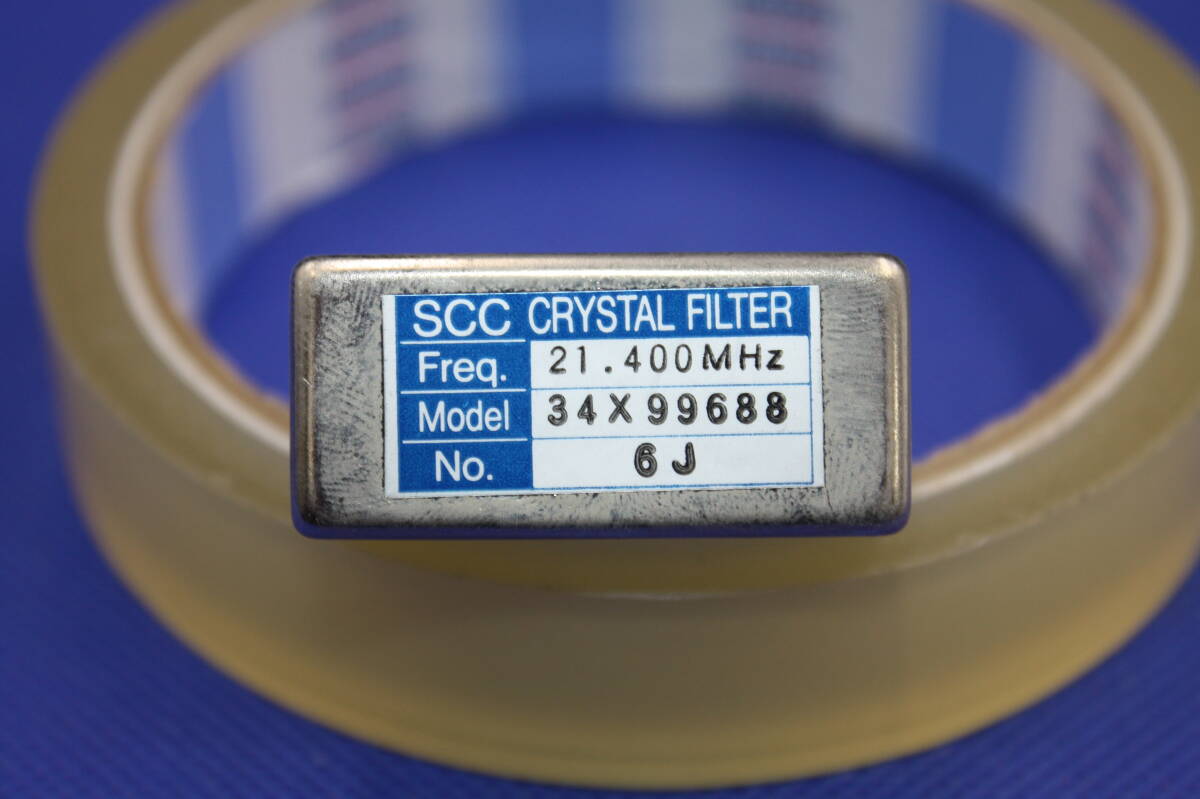 SCC CRYSTAL FILTER
Freq. 21.400MHz
Model 34X99688
No. 6J